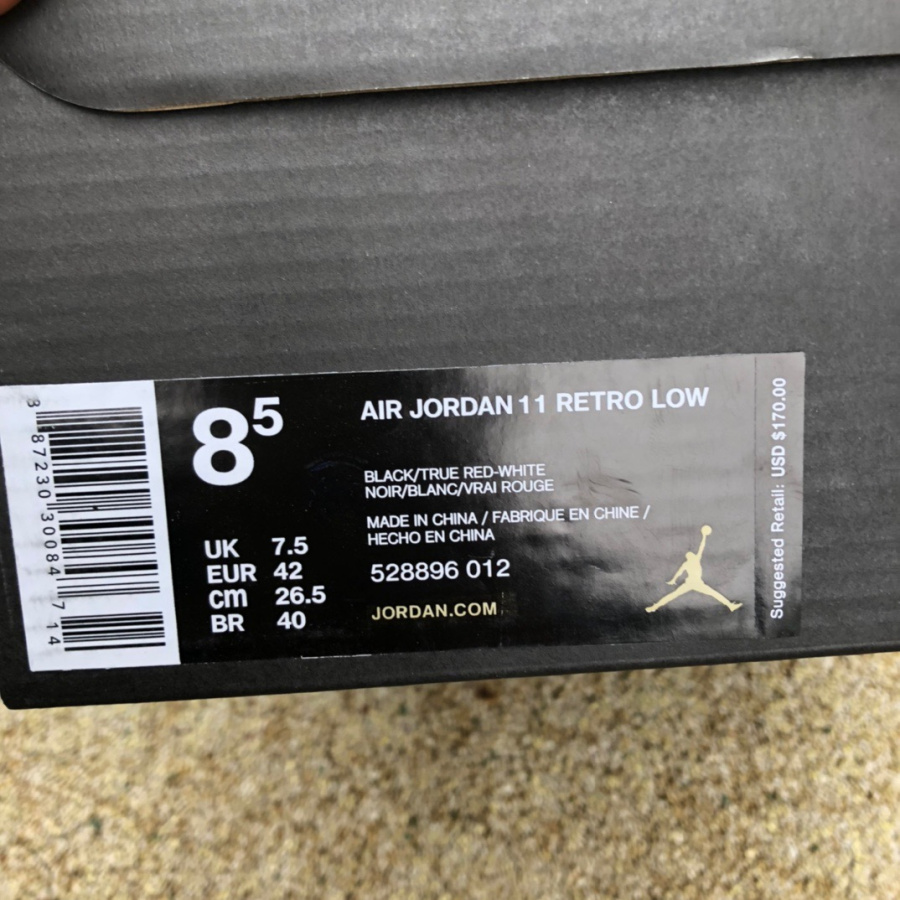 8 87230 30084 7 14
85
AIR JORDAN 11 RETRO LOW
BLACK/TRUE RED-WHITE
NOIR/BLANC/VRAI ROUGE
MADE IN CHINA / FABRIQUE EN CHINE /
HECHO EN CHINA
UK 7.5
EUR 42
cm 26.5
BR 40
528896 012
JORDAN.COM
Suggested Retail: USD $170.00